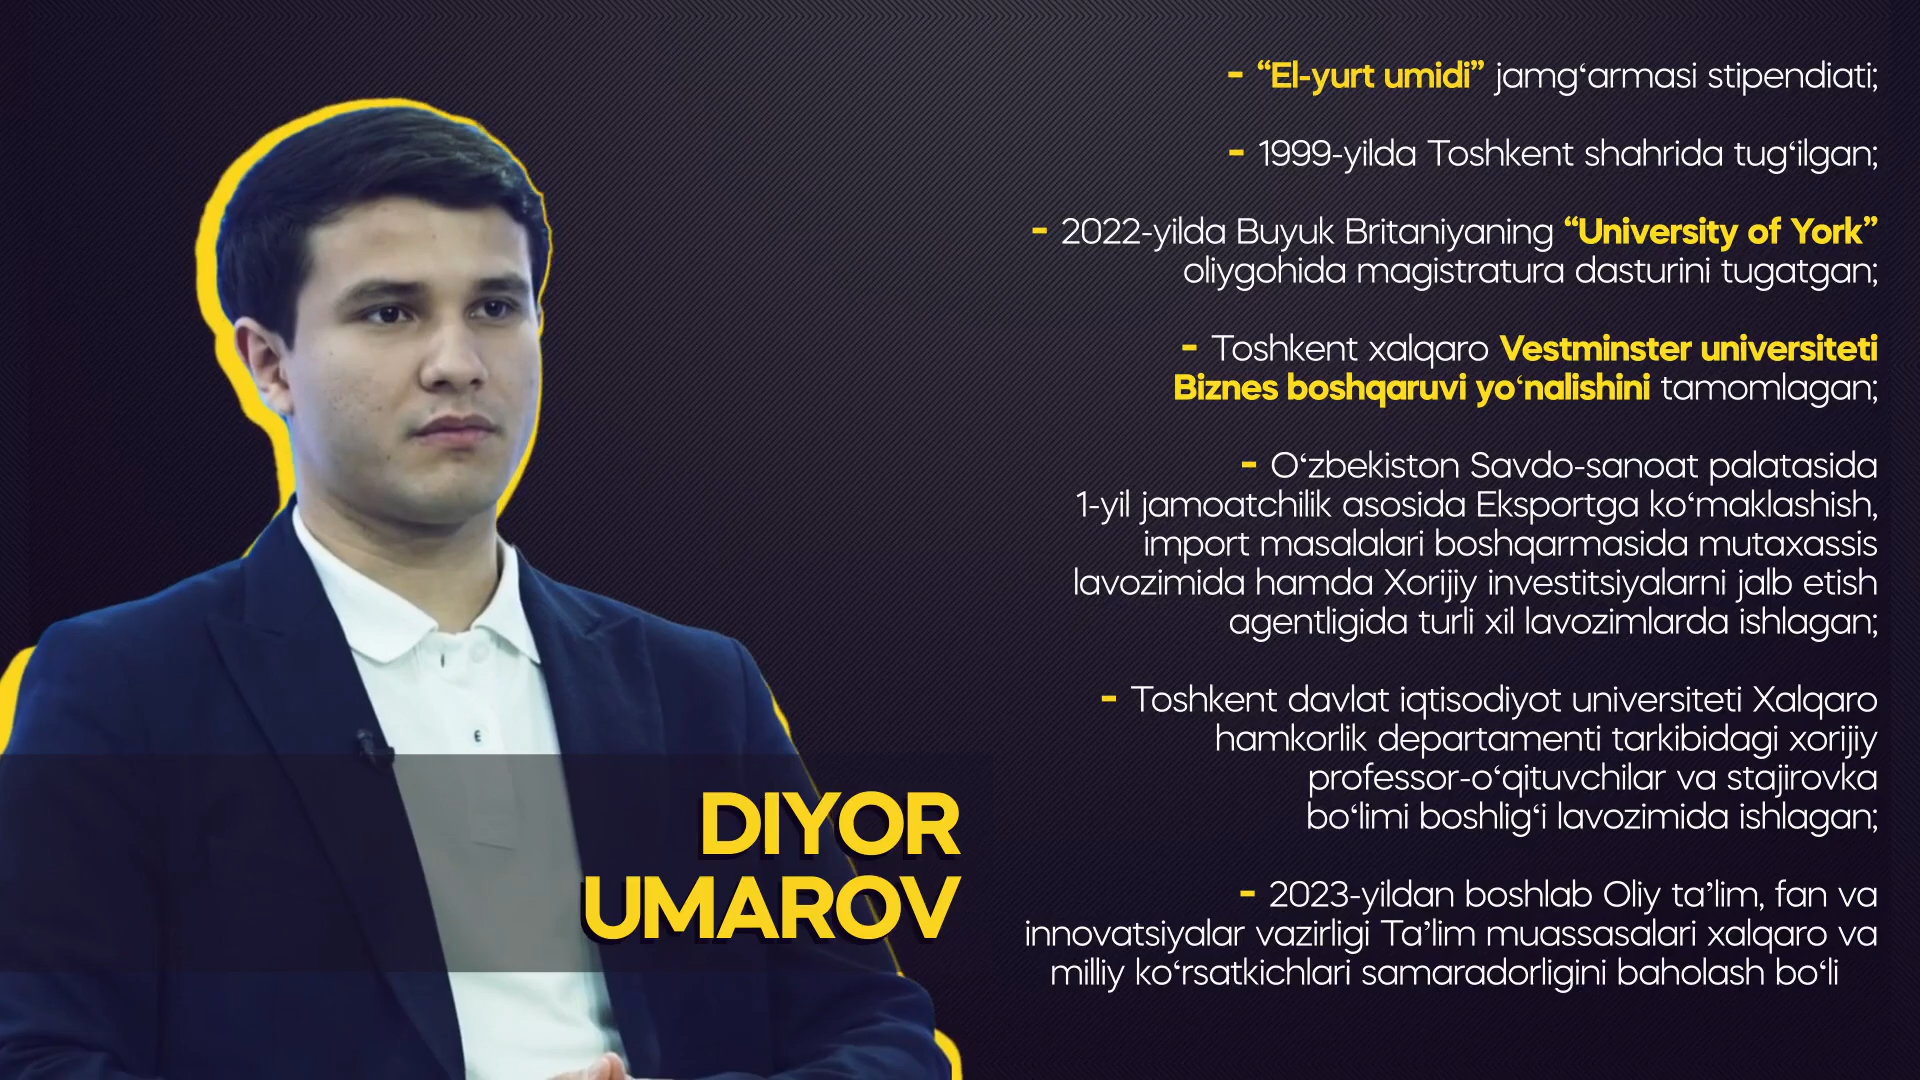 - “El-yurt umidi” jamg‘armasi stipendiati;
- 1999-yilda Toshkent shahrida tug‘ilgan;
- 2022-yilda Buyuk Britaniyaning “University of York”
oliygohida magistratura dasturini tugatgan;
- Toshkent xalqaro Vestminster universiteti
Biznes boshqaruvi yo‘nalishini tamomlagan;
- O‘zbekiston Savdo-sanoat palatasida
1-yil jamoatchilik asosida Eksportga ko‘maklashish,
import masalalari boshqarmasida mutaxassis
lavozimida hamda Xorijiy investitsiyalarni jalb etish
agentligida turli xil lavozimlarda ishlagan;
- Toshkent davlat iqtisodiyot universiteti Xalqaro
hamkorlik departamenti tarkibidagi xorijiy
professor-o‘qituvchilar va stajirovka
bo‘limi boshlig‘i lavozimida ishlagan;
- 2023-yildan boshlab Oliy ta’lim, fan va
innovatsiyalar vazirligi Ta’lim muassasalari xalqaro va
milliy ko‘rsatkichlari samaradorligini baholash bo‘li
DIYOR
UMAROV